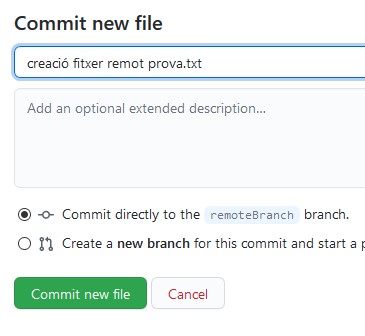 Commit new file
creació fitxer remot prova.txt
Add an optional extended description...
Commit directly to the remoteBranch branch.
Create a new branch for this commit and start a
Commit new file
Cancel